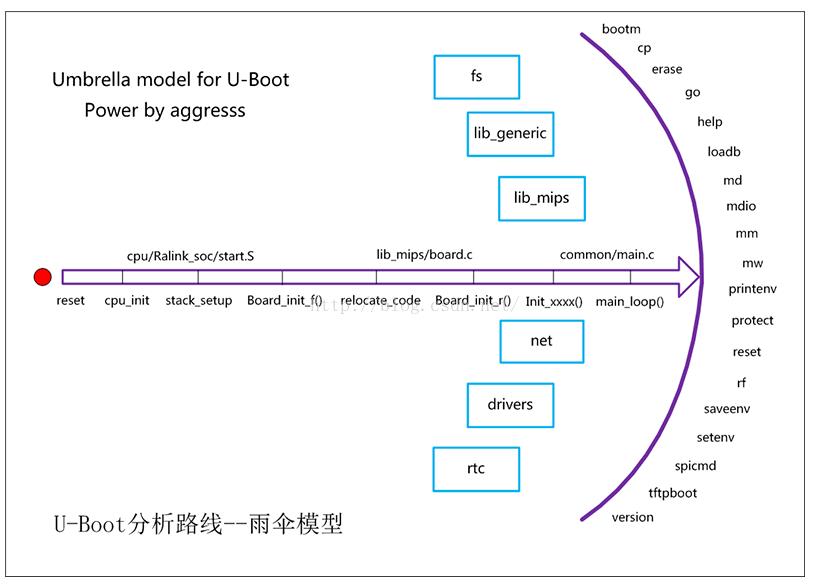 Umbrella model for U-Boot
Power by aggresss
fs
lib_generic
lib_mips
cpu/Ralink_soc/start.S lib_mips/board.c common/main.c
reset cpu_init stack_setup Board_init_f() relocate_code Board_init_r() Init_xxxx() main_loop()
http://blog.csdn.net/
net
drivers
rtc
bootm
cp
erase
go
help
loadb
md
mdio
mm
mw
printenv
protect
reset
rf
saveenv
setenv
spicmd
tftpboot
version
U-Boot分析路线--雨伞模型